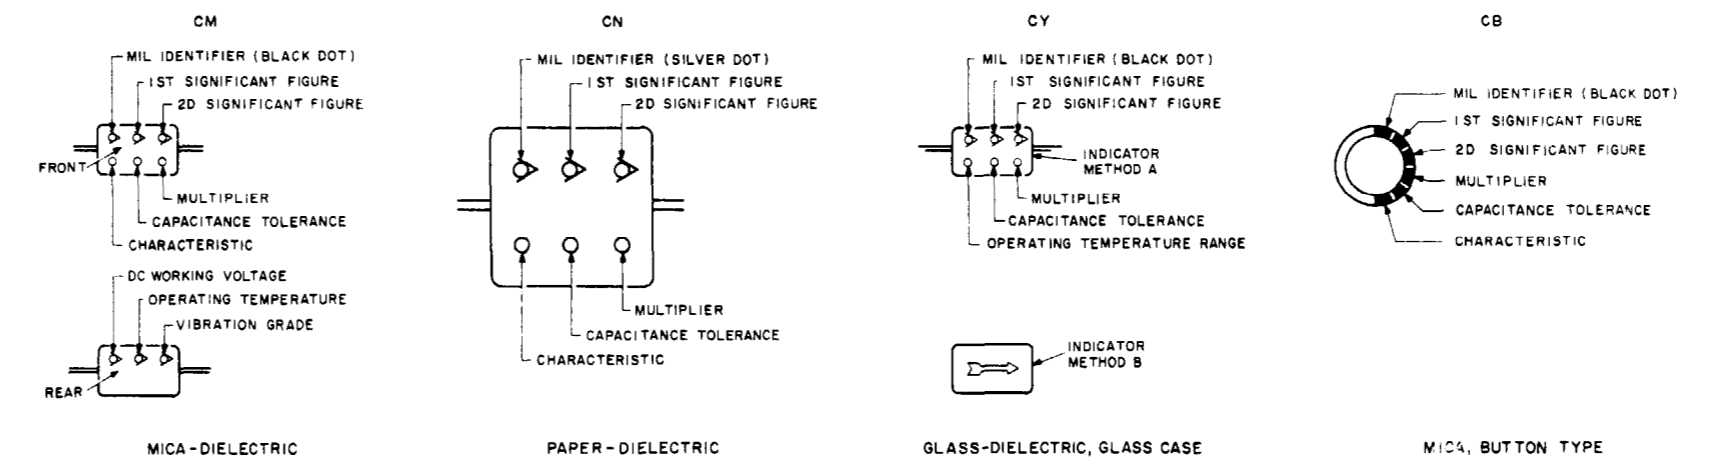 CM
MIL IDENTIFIER (BLACK DOT)
1ST SIGNIFICANT FIGURE
2D SIGNIFICANT FIGURE
FRONT
MULTIPLIER
CAPACITANCE TOLERANCE
CHARACTERISTIC
DC WORKING VOLTAGE
OPERATING TEMPERATURE
VIBRATION GRADE
REAR
MICA-DIELECTRIC
CN
MIL IDENTIFIER (SILVER DOT)
1ST SIGNIFICANT FIGURE
2D SIGNIFICANT FIGURE
MULTIPLIER
CAPACITANCE TOLERANCE
CHARACTERISTIC
PAPER-DIELECTRIC
CY
MIL IDENTIFIER (BLACK DOT)
1ST SIGNIFICANT FIGURE
2D SIGNIFICANT FIGURE
INDICATOR
METHOD A
MULTIPLIER
CAPACITANCE TOLERANCE
OPERATING TEMPERATURE RANGE
INDICATOR
METHOD B
GLASS-DIELECTRIC, GLASS CASE
CB
MIL IDENTIFIER (BLACK DOT)
1ST SIGNIFICANT FIGURE
2D SIGNIFICANT FIGURE
MULTIPLIER
CAPACITANCE TOLERANCE
CHARACTERISTIC
MICA, BUTTON TYPE